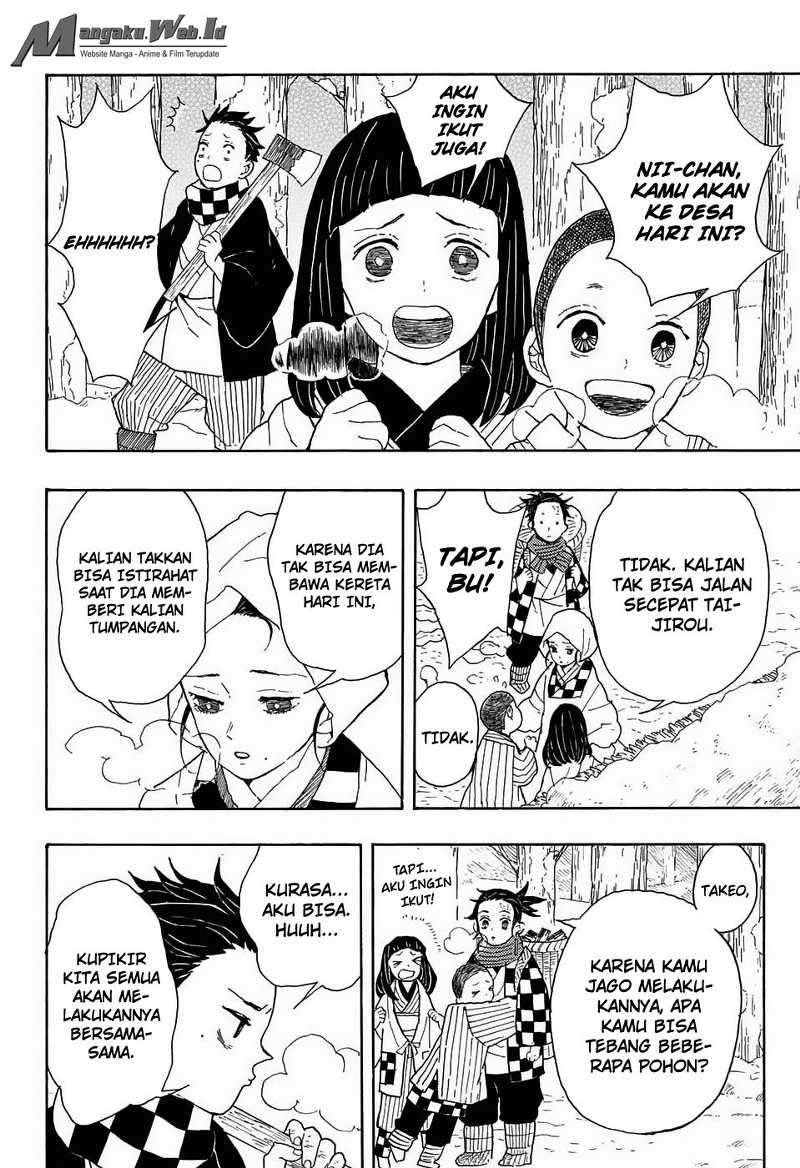 Mangaku.Web.Id
Website Manga - Anime & Film Terupdate
NII-CHAN,
KAMU AKAN
KE DESA
HARI INI?
AKU
INGIN
IKUT
JUGA!
EHHHHHH?
TIDAK. KALIAN
TAK BISA JALAN
SECEPAT TAI-
JIROU.
TAPI,
BU!
TIDAK.
KARENA DIA
TAK BISA MEM-
BAWA KERETA
HARI INI,
KALIAN TAKKAN
BISA ISTIRAHAT
SAAT DIA MEM-
BERI KALIAN
TUMPANGAN.
TAKEO,
KARENA KAMU
JAGO MELAKU-
KANNYA, APA
KAMU BISA
TEBANG BEBE-
RAPA POHON?
TAPI...
AKU INGIN
IKUT!
KURASA...
AKU BISA.
HUUH...
KUPIKIR
KITA SEMUA
AKAN ME-
LAKUKANNYA
BERSAMA-
SAMA.